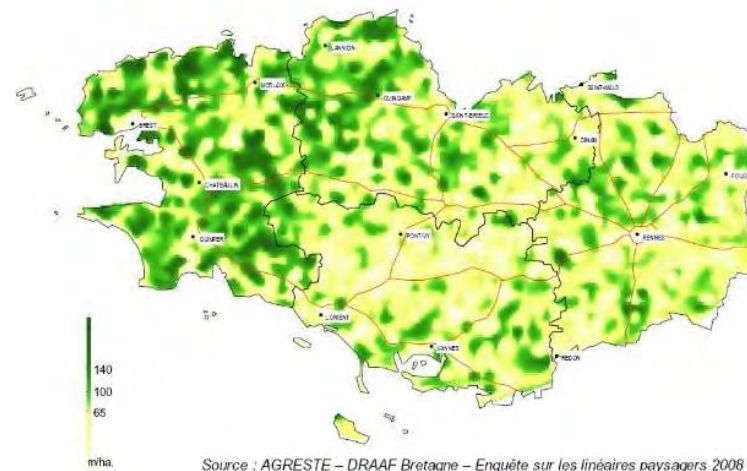 LANNION
MORLAIX
GUINGAMP
SAINT-MALO
SAINT-BRIEUC
BREST
DINAN
CHATEAULIN
FOUG
QUIMPER
PONTIVY
RENNES
LORIENT
VANNES
REDON
140
100
65
m/ha.
Source : AGRESTE – DRAAF Bretagne – Enquête sur les linéaires paysagers 2008